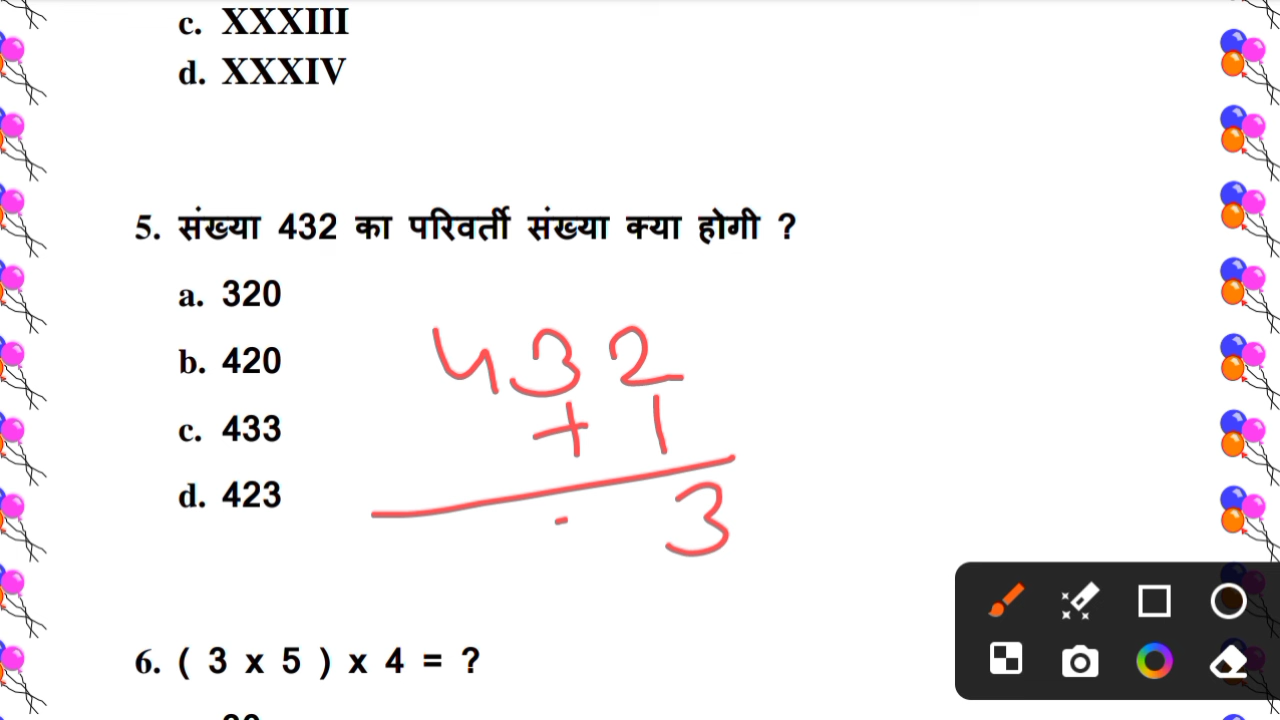 c. XXXIII
d. XXXIV
5. संख्या 432 का परिवर्ती संख्या क्या होगी ?
a. 320
b. 420
c. 433
d. 423
432
+ 1
3
6. ( 3 x 5 ) x 4 = ?